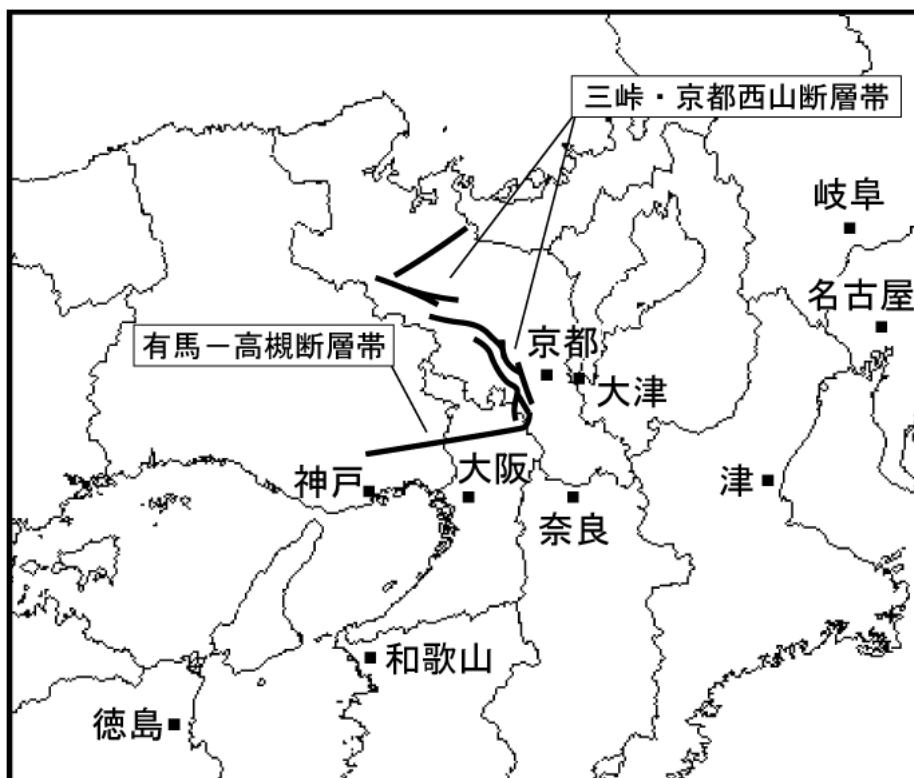 三峠・京都西山断層帯
岐阜
名古屋
有馬－高槻断層帯
京都
大津
大阪
神戸
津
奈良
和歌山
徳島